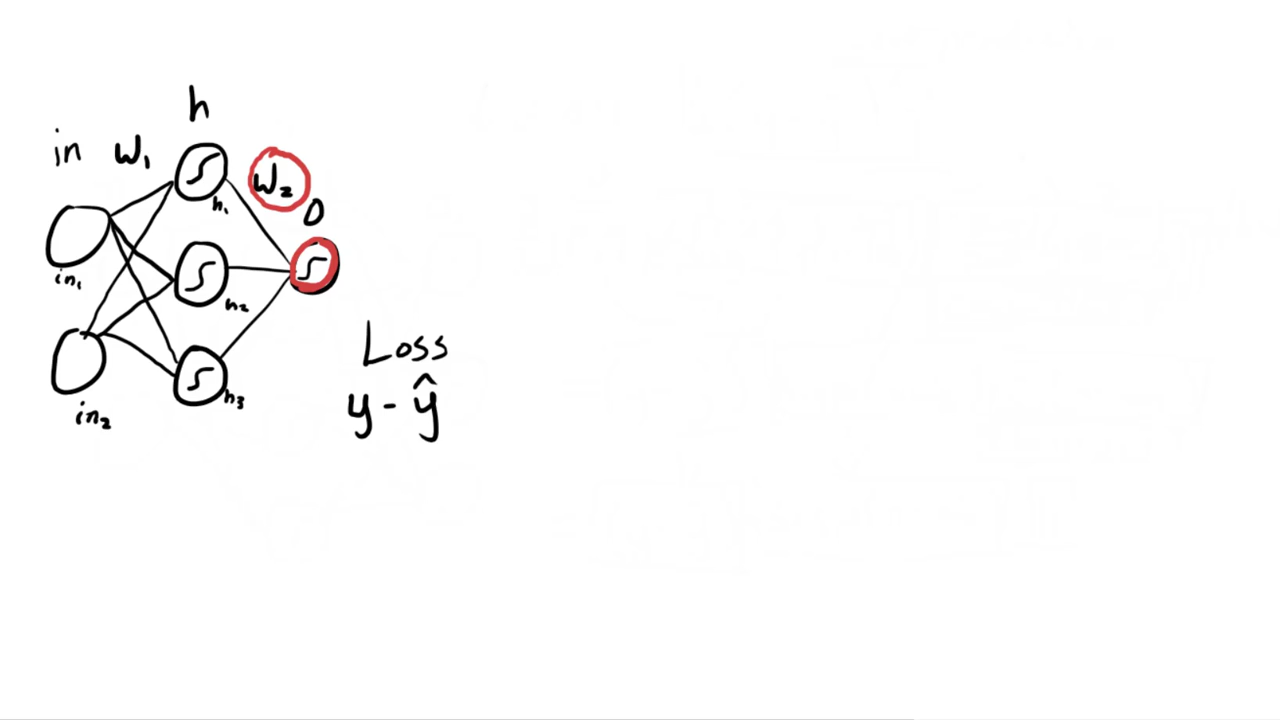 h
in W₁
W₂
h₁
O
in₁
h₂
in₂
h₃
Loss
y - ŷ